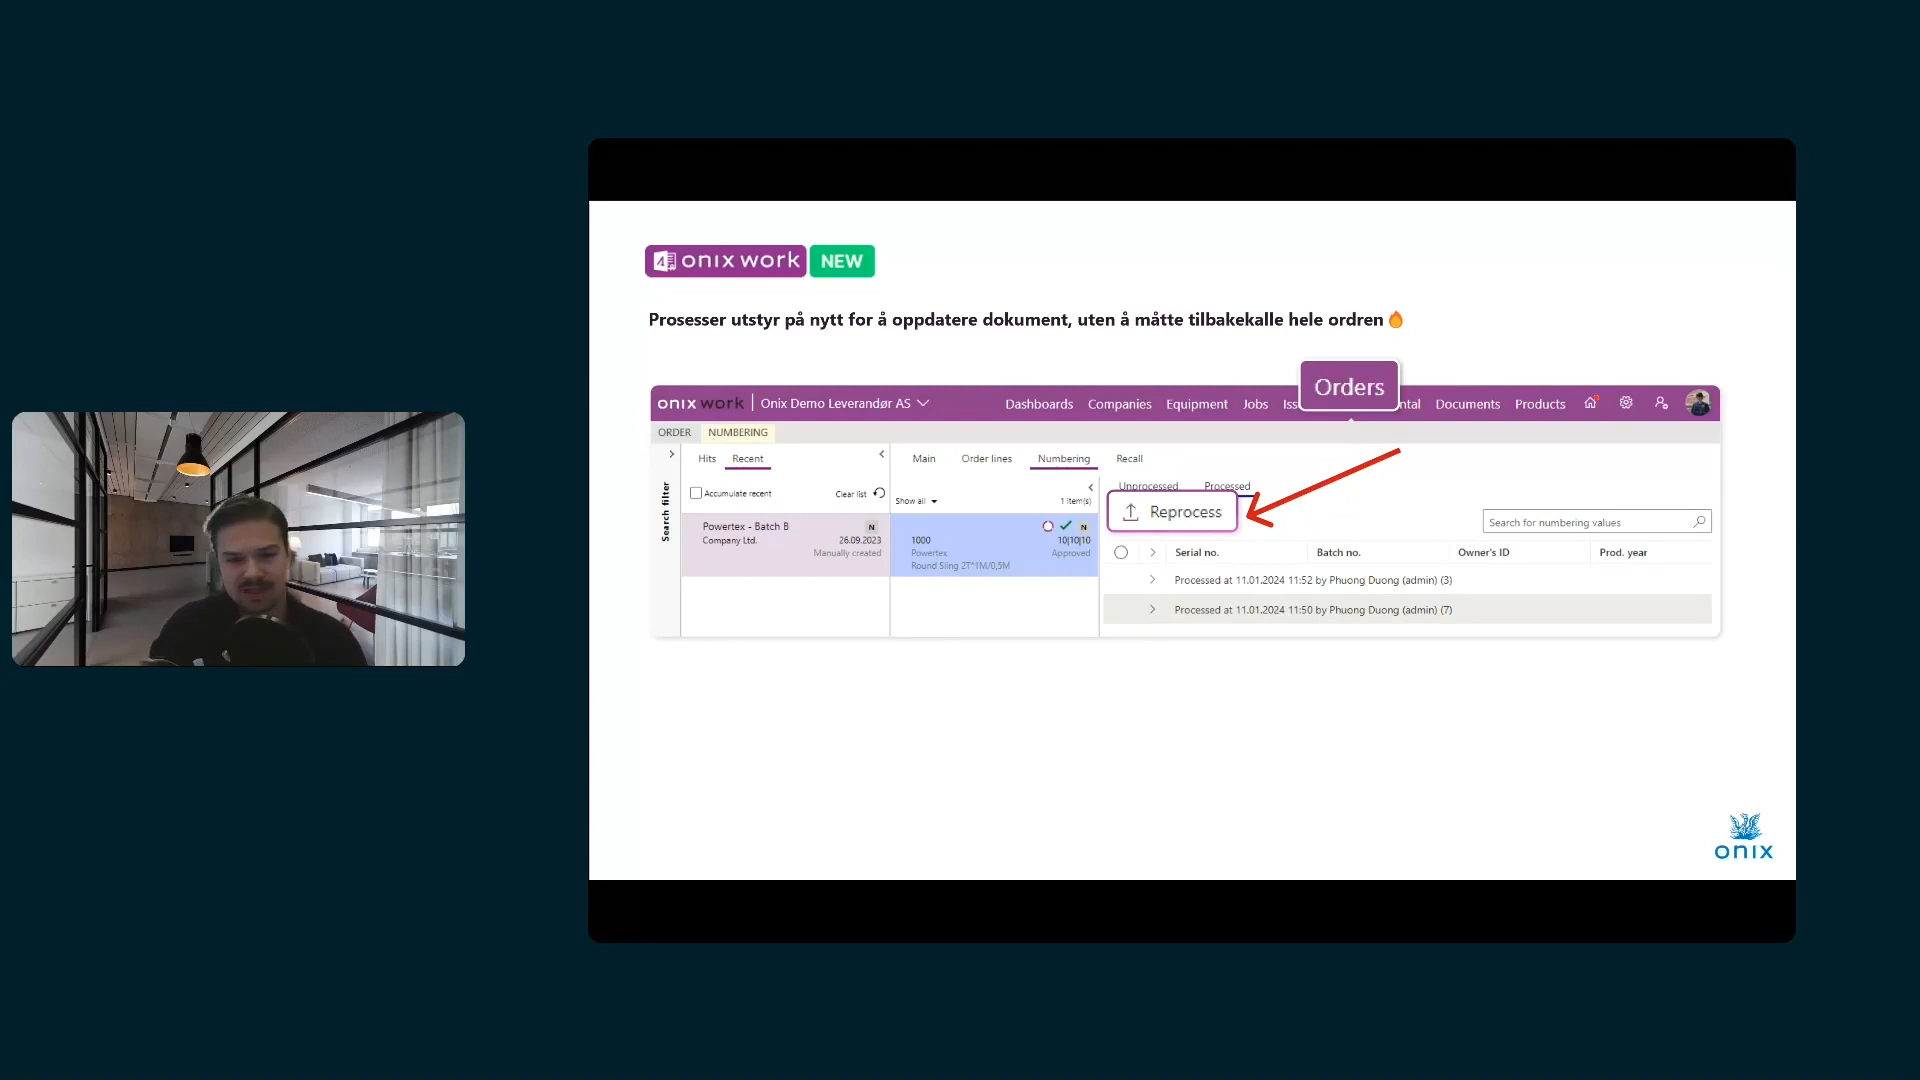 onix work NEW
Prosesser utstyr på nytt for å oppdatere dokument, uten å måtte tilbakekalle hele ordren🔥
Orders
onix work | Onix Demo Leverandør AS
Dashboards Companies Equipment Jobs Documents Products
ORDER NUMBERING
Hits Recent
Main Order lines Numbering Recall
Search filter
Accumulate recent Clear list
Show all 1 item(s)
Unprocessed Processed
Reprocess
Search for numbering values
Powertex - Batch B N
Company Ltd. 26.09.2023
Manually created
N
1000 10|10|10
Powertex Approved
Round Sling 2T*1M/0,5M
Serial no. Batch no. Owner's ID Prod. year
Processed at 11.01.2024 11:52 by Phuong Duong (admin) (3)
Processed at 11.01.2024 11:50 by Phuong Duong (admin) (7)
onix